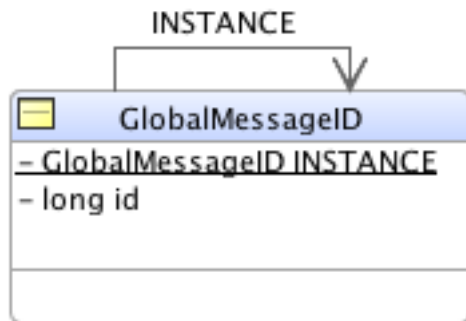 INSTANCE
GlobalMessageID
– GlobalMessageID INSTANCE
– long id